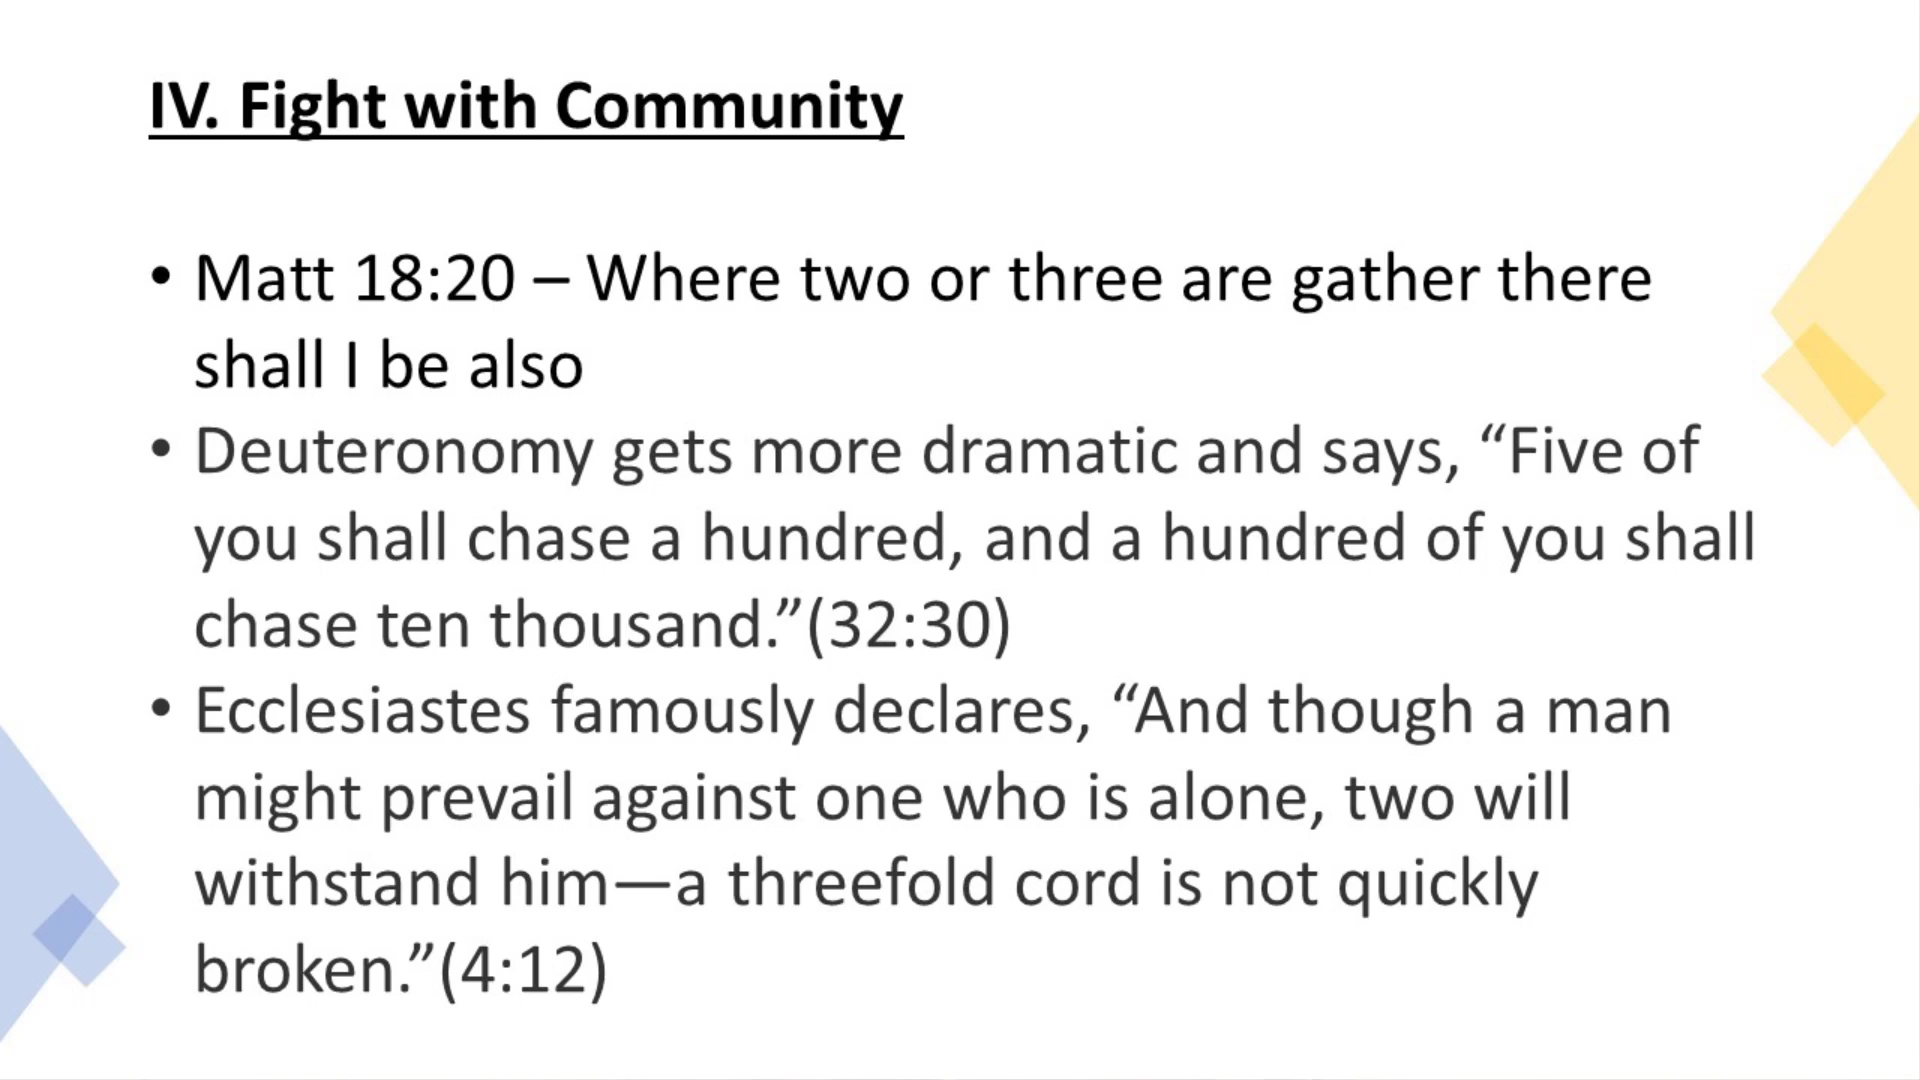 IV. Fight with Community
• Matt 18:20 – Where two or three are gather there
shall I be also
• Deuteronomy gets more dramatic and says, “Five of
you shall chase a hundred, and a hundred of you shall
chase ten thousand.”(32:30)
• Ecclesiastes famously declares, “And though a man
might prevail against one who is alone, two will
withstand him—a threefold cord is not quickly
broken.”(4:12)